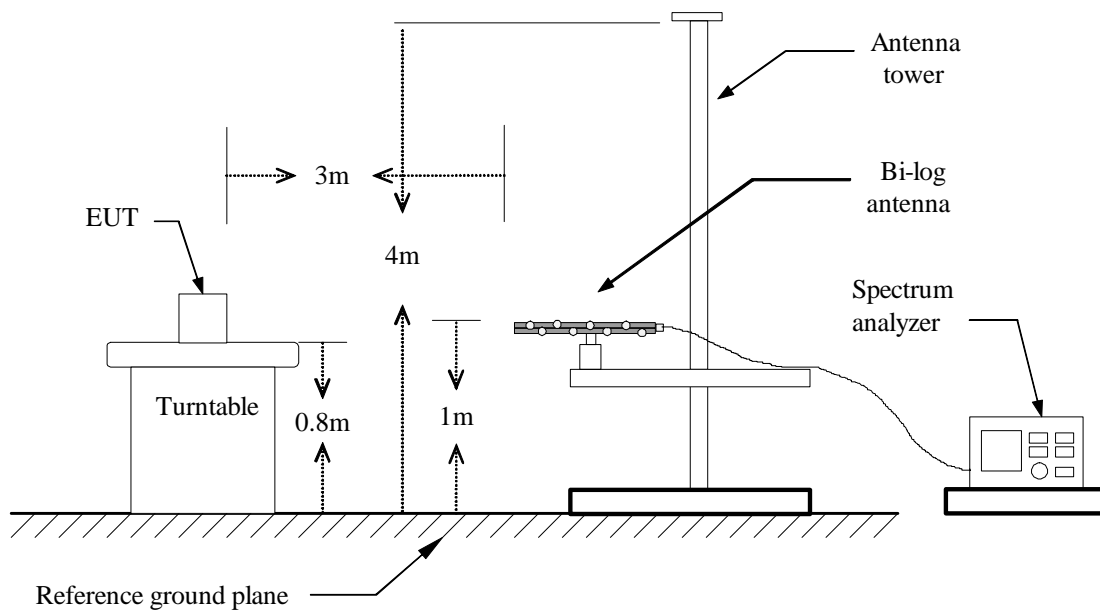 Antenna
tower
3m
Bi-log
antenna
EUT
4m
Spectrum
analyzer
Turntable
0.8m
1m
Reference ground plane